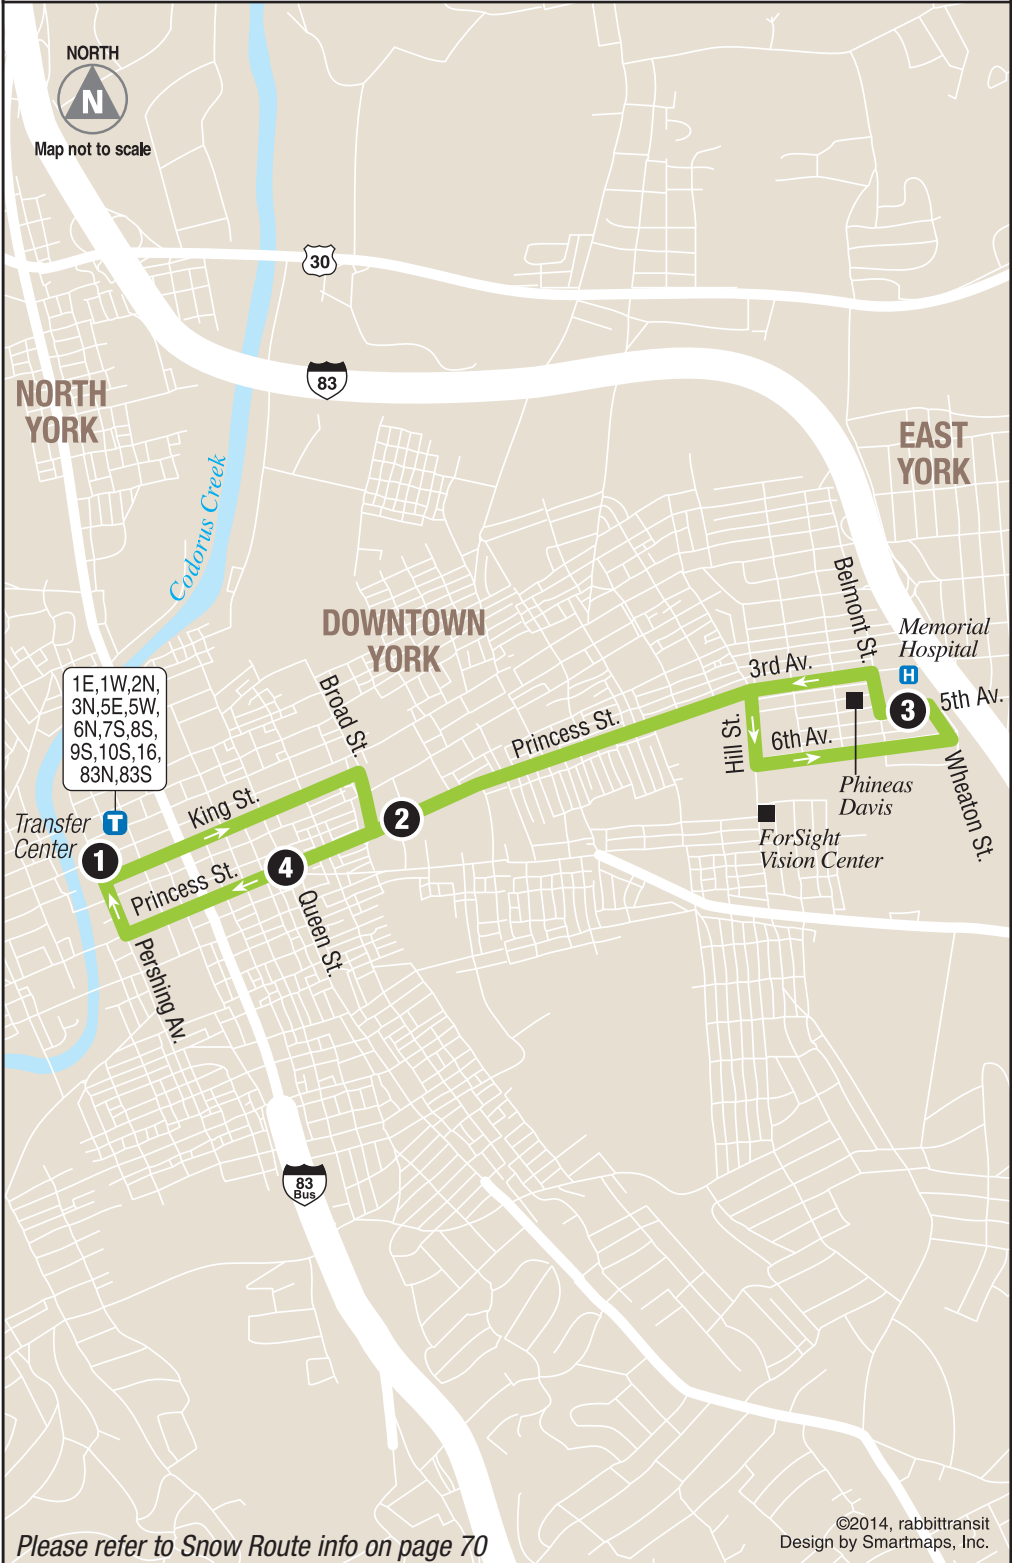 NORTH
N
Map not to scale
30
83
NORTH
YORK
EAST
YORK
Codorus Creek
DOWNTOWN
YORK
Belmont St.
Memorial
Hospital
H
3rd Av.
5th Av.
3
1E,1W,2N,
3N,5E,5W,
6N,7S,8S,
9S,10S,16,
83N,83S
Broad St.
Princess St.
Hill St.
6th Av.
Phineas
Davis
Wheaton St.
King St.
2
Transfer
Center
T
1
ForSight
Vision Center
Princess St.
4
Queen St.
Pershing Av.
83
Bus
Please refer to Snow Route info on page 70
©2014, rabbittransit
Design by Smartmaps, Inc.